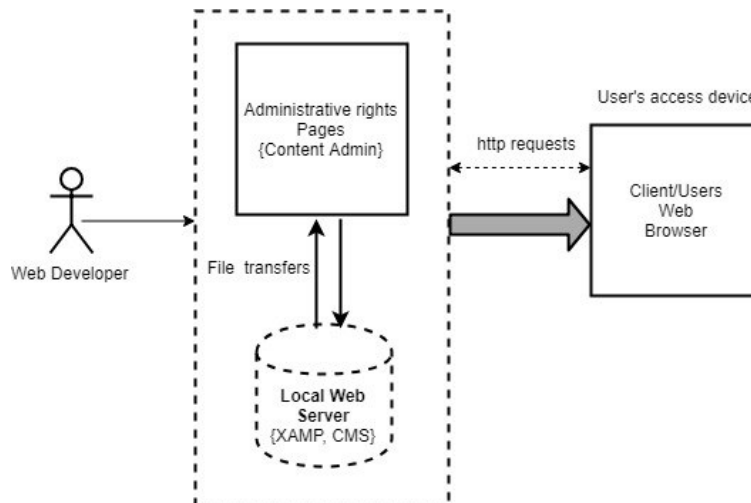 Administrative rights
Pages
{Content Admin}
User's access device
http requests
Client/Users
Web
Browser
Web Developer
File transfers
Local Web
Server
{XAMP, CMS}